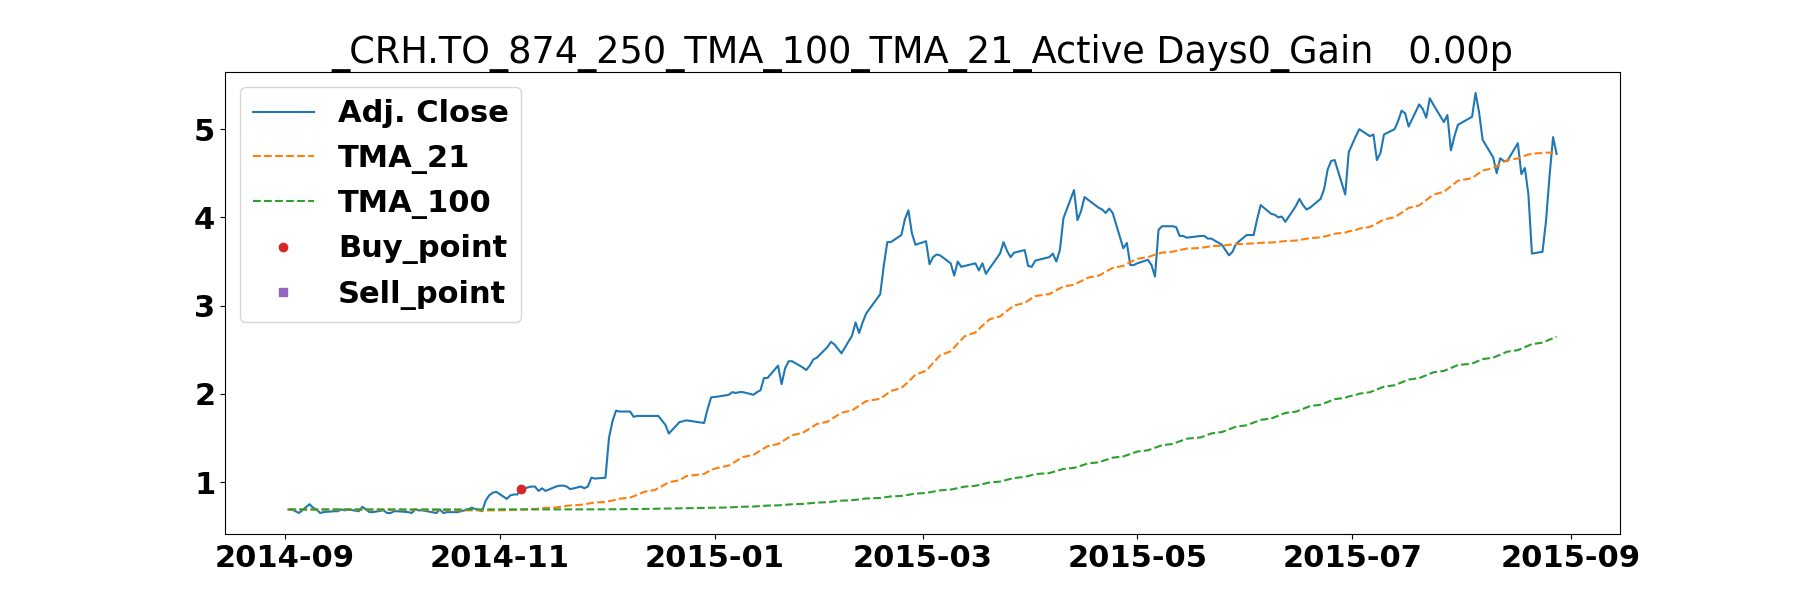 _CRH.TO_874_250_TMA_100_TMA_21_Active Days0_Gain   0.00p
Adj. Close
TMA_21
TMA_100
Buy_point
Sell_point
5
4
3
2
1
2014-09 2014-11 2015-01 2015-03 2015-05 2015-07 2015-09